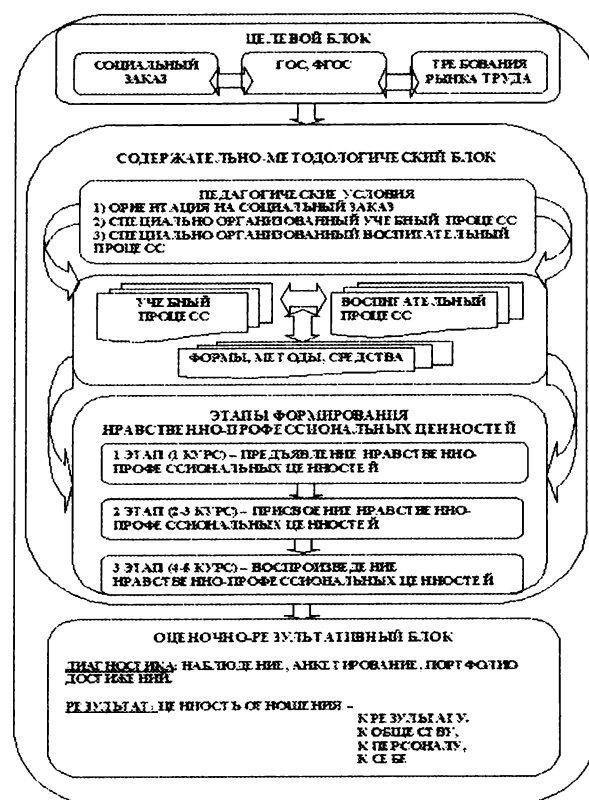 ЦЕЛЕВОЙ БЛОК
СОЦИАЛЬНЫЙ
ЗАКАЗ
ГОС, ФГОС
ТРЕБОВАНИЯ
РЫНКА ТРУДА
СОДЕРЖАТЕЛЬНО-МЕТОДОЛОГИЧЕСКИЙ БЛОК
ПЕДАГОГИЧЕСКИЕ УСЛОВИЯ
1) ОРИЕНТАЦИЯ НА СОЦИАЛЬНЫЙ ЗАКАЗ
2) СПЕЦИАЛЬНО ОРГАНИЗОВАННЫЙ УЧЕБНЫЙ ПРОЦЕСС
3) СПЕЦИАЛЬНО ОРГАНИЗОВАННЫЙ ВОСПИТАТЕЛЬНЫЙ
ПРОЦЕСС
УЧЕБНЫЙ
ПРОЦЕСС
ВОСПИТАТЕЛЬНЫЙ
ПРОЦЕСС
ФОРМЫ, МЕТОДЫ, СРЕДСТВА
ЭТАПЫ ФОРМИРОВАНИЯ
НРАВСТВЕННО-ПРОФЕССИОНАЛЬНЫХ ЦЕННОСТЕЙ
1 ЭТАП (1 КУРС) – ПРЕДЪЯВЛЕНИЕ НРАВСТВЕННО-
ПРОФЕССИОНАЛЬНЫХ ЦЕННОСТЕЙ
2 ЭТАП (2-3 КУРС) – ПРИСВОЕНИЕ НРАВСТВЕННО-
ПРОФЕССИОНАЛЬНЫХ ЦЕННОСТЕЙ
3 ЭТАП (4-5 КУРС) – ВОСПРОИЗВЕДЕНИЕ
НРАВСТВЕННО-ПРОФЕССИОНАЛЬНЫХ ЦЕННОСТЕЙ
ОЦЕНОЧНО-РЕЗУЛЬТАТИВНЫЙ БЛОК
ДИАГНОСТИКА: НАБЛЮДЕНИЕ, АНКЕТИРОВАНИЕ, ПОРТФОЛИО
ДОСТИЖЕНИЙ.
РЕЗУЛЬТАТ: ЦЕННОСТЬ ОТНОШЕНИЯ –
К РЕЗУЛЬТАТУ,
К ОБЩЕСТВУ,
К ПЕРСОНАЛУ,
К СЕБЕ